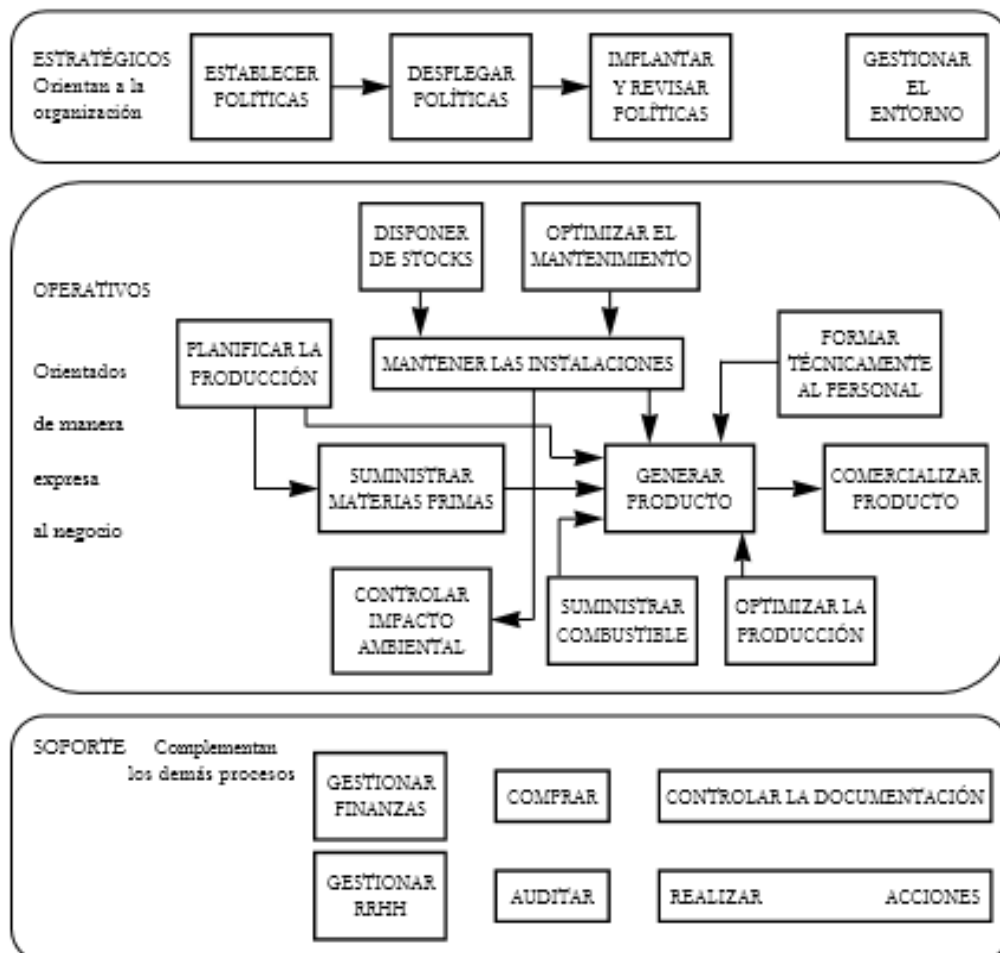 ESTRATÉGICOS
Orientan a la
organización
ESTABLECER
POLÍTICAS
DESPLEGAR
POLÍTICAS
IMPLANTAR
Y REVISAR
POLÍTICAS
GESTIONAR
EL
ENTORNO
OPERATIVOS
Orientados
de manera
expresa
al negocio
DISPONER
DE STOCKS
OPTIMIZAR EL
MANTENIMIENTO
PLANIFICAR LA
PRODUCCIÓN
MANTENER LAS INSTALACIONES
FORMAR
TÉCNICAMENTE
AL PERSONAL
SUMINISTRAR
MATERIAS PRIMAS
GENERAR
PRODUCTO
COMERCIALIZAR
PRODUCTO
CONTROLAR
IMPACTO
AMBIENTAL
SUMINISTRAR
COMBUSTIBLE
OPTIMIZAR LA
PRODUCCIÓN
SOPORTE Complementan
los demás procesos
GESTIONAR
FINANZAS
COMPRAR
CONTROLAR LA DOCUMENTACIÓN
GESTIONAR
RRHH
AUDITAR
REALIZAR ACCIONES